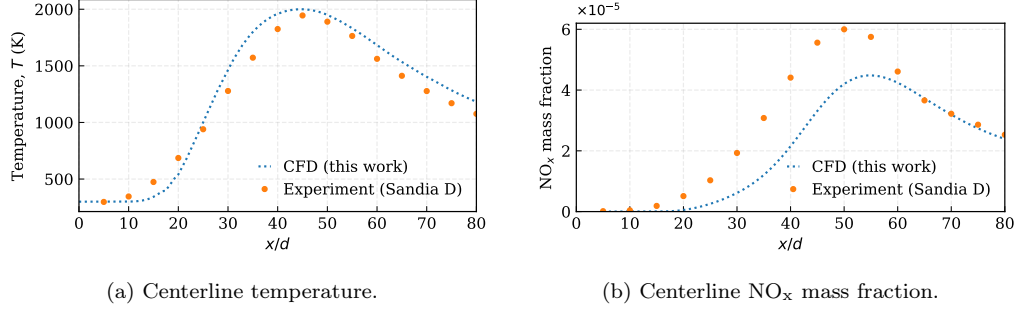 2000
1500
1000
500
Temperature, T (K)
CFD (this work)
Experiment (Sandia D)
0 10 20 30 40 50 60 70 80
x/d
(a) Centerline temperature.
×10⁻⁵
6
4
2
0
NOₓ mass fraction
CFD (this work)
Experiment (Sandia D)
0 10 20 30 40 50 60 70 80
x/d
(b) Centerline NOₓ mass fraction.